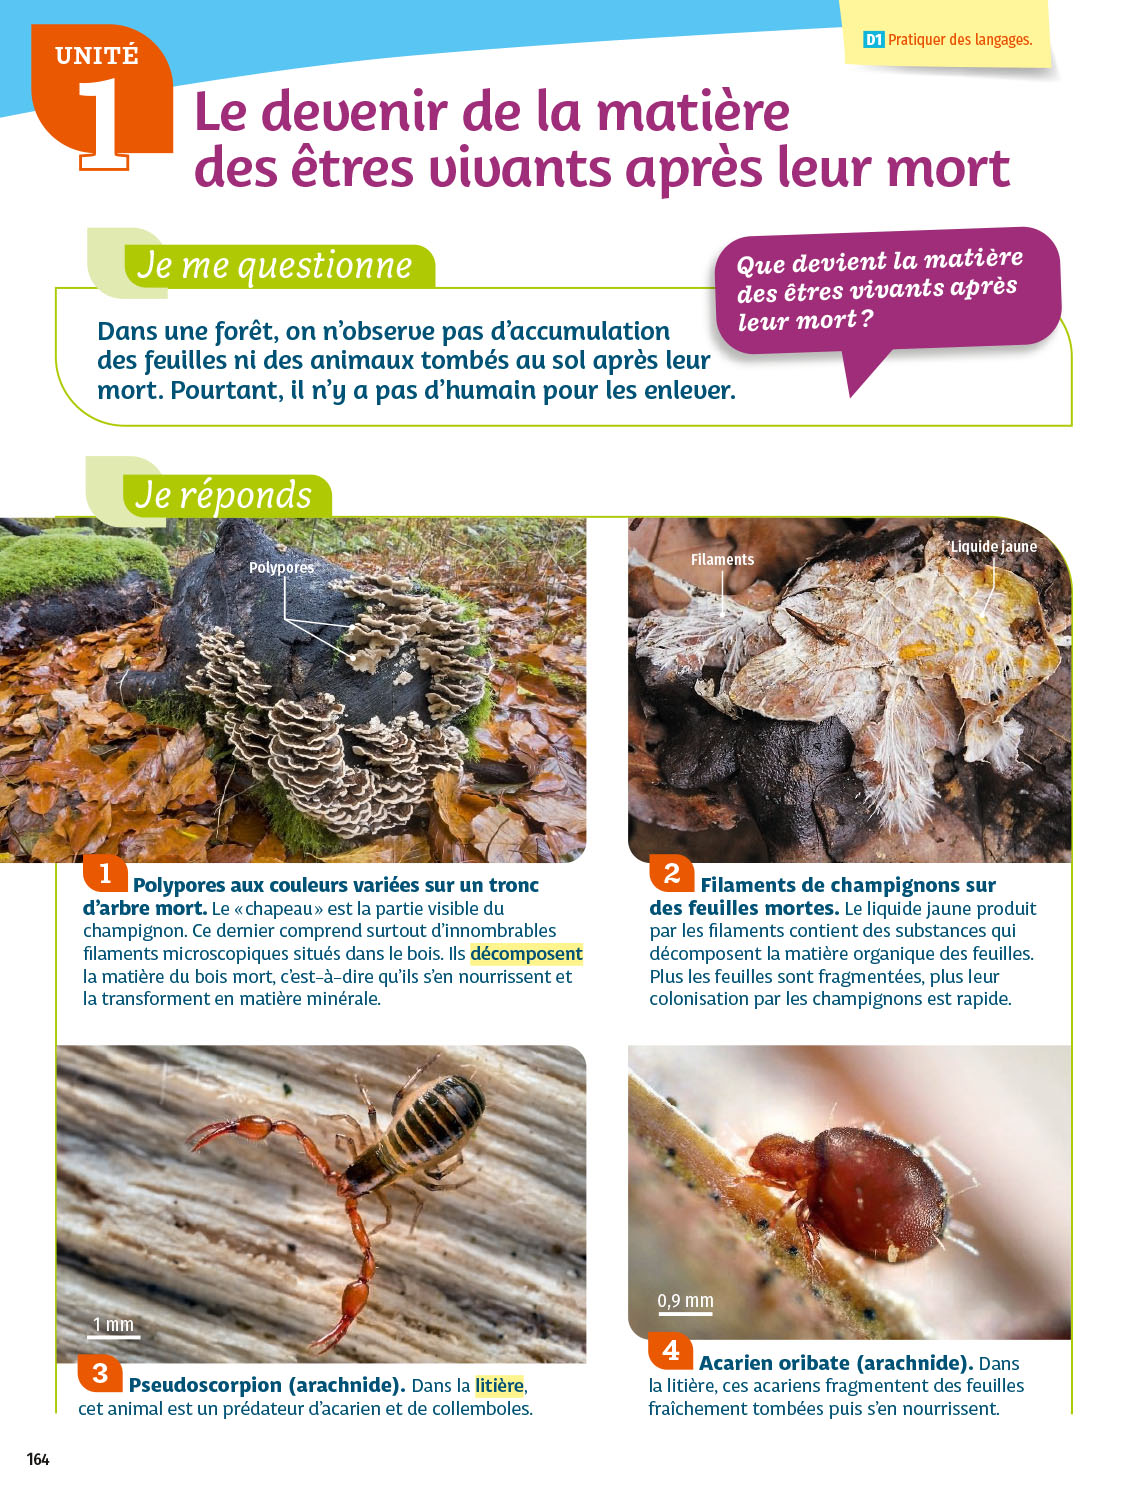 D1 Pratiquer des langages.
UNITÉ
1
Le devenir de la matière
des êtres vivants après leur mort
Je me questionne
Que devient la matière
des êtres vivants après
leur mort ?
Dans une forêt, on n’observe pas d’accumulation
des feuilles ni des animaux tombés au sol après leur
mort. Pourtant, il n’y a pas d’humain pour les enlever.
Je réponds
Polypores
Filaments
Liquide jaune
1 Polypores aux couleurs variées sur un tronc
d’arbre mort. Le « chapeau » est la partie visible du
champignon. Ce dernier comprend surtout d’innombrables
filaments microscopiques situés dans le bois. Ils décomposent
la matière du bois mort, c’est-à-dire qu’ils s’en nourrissent et
la transforment en matière minérale.
2 Filaments de champignons sur
des feuilles mortes. Le liquide jaune produit
par les filaments contient des substances qui
décomposent la matière organique des feuilles.
Plus les feuilles sont fragmentées, plus leur
colonisation par les champignons est rapide.
1 mm
3 Pseudoscorpion (arachnide). Dans la litière,
cet animal est un prédateur d’acarien et de collemboles.
0,9 mm
4 Acarien oribate (arachnide). Dans
la litière, ces acariens fragmentent des feuilles
fraîchement tombées puis s’en nourrissent.
164